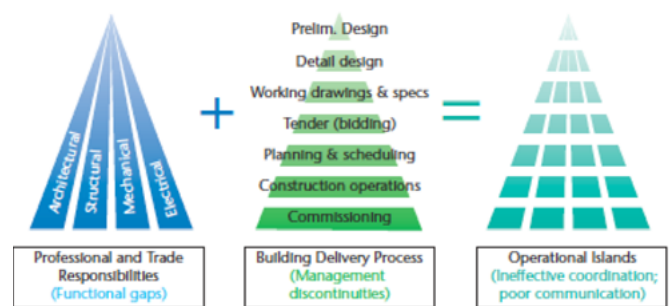 Architectural
Structural
Mechanical
Electrical
+
Prelim. Design
Detail design
Working drawings & specs
Tender (bidding)
Planning & scheduling
Construction operations
Commissioning
=
Professional and Trade
Responsibilities
(Functional gaps)
Building Delivery Process
(Management
discontinuities)
Operational Islands
(Ineffective coordination;
poor communication)